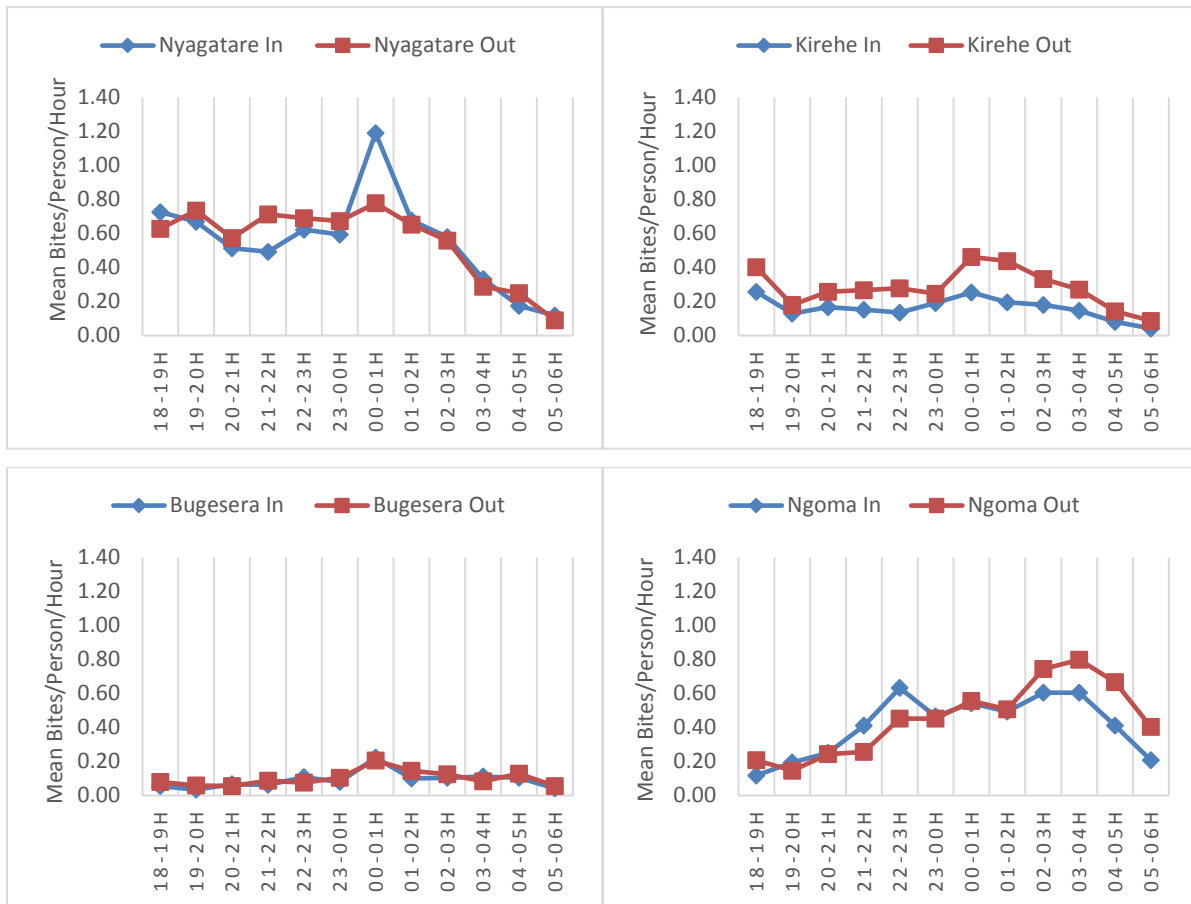 Nyagatare In Nyagatare Out
Mean Bites/Person/Hour
1.40
1.20
1.00
0.80
0.60
0.40
0.20
0.00
18-19H
19-20H
20-21H
21-22H
22-23H
23-00H
00-01H
01-02H
02-03H
03-04H
04-05H
05-06H
Kirehe In Kirehe Out
Mean Bites/Person/Hour
1.40
1.20
1.00
0.80
0.60
0.40
0.20
0.00
18-19H
19-20H
20-21H
21-22H
22-23H
23-00H
00-01H
01-02H
02-03H
03-04H
04-05H
05-06H
Bugesera In Bugesera Out
Mean Bites/Person/Hour
1.40
1.20
1.00
0.80
0.60
0.40
0.20
0.00
18-19H
19-20H
20-21H
21-22H
22-23H
23-00H
00-01H
01-02H
02-03H
03-04H
04-05H
05-06H
Ngoma In Ngoma Out
Mean Bites/Person/Hour
1.40
1.20
1.00
0.80
0.60
0.40
0.20
0.00
18-19H
19-20H
20-21H
21-22H
22-23H
23-00H
00-01H
01-02H
02-03H
03-04H
04-05H
05-06H